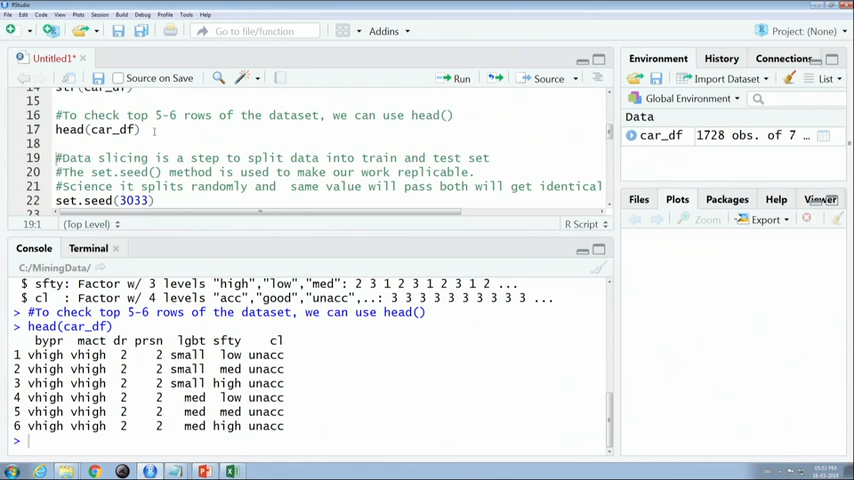 RStudio
File Edit Code View Plots Session Build Debug Profile Tools Help
Go to file/function
Addins
Project: (None)
Untitled1*
Source on Save
Run
Source
14 str(car_df)
15
16 #To check top 5-6 rows of the dataset, we can use head()
17 head(car_df)
18
19 #Data slicing is a step to split data into train and test set
20 #The set.seed() method is used to make our work replicable.
21 #Science it splits randomly and same value will pass both will get identical
22 set.seed(3033)
23
19:1 (Top Level) R Script
Console Terminal
C:/MiningData/
$ sfty: Factor w/ 3 levels "high","low","med": 2 3 1 2 3 1 2 3 1 2 ...
$ cl : Factor w/ 4 levels "acc","good","unacc",..: 3 3 3 3 3 3 3 3 3 3 ...
> #To check top 5-6 rows of the dataset, we can use head()
> head(car_df)
bypr mact dr prsn lgbt sfty cl
1 vhigh vhigh 2 2 small low unacc
2 vhigh vhigh 2 2 small med unacc
3 vhigh vhigh 2 2 small high unacc
4 vhigh vhigh 2 2 med low unacc
5 vhigh vhigh 2 2 med med unacc
6 vhigh vhigh 2 2 med high unacc
>
Environment History Connections
Import Dataset List
Global Environment
Data
car_df 1728 obs. of 7 ...
Files Plots Packages Help Viewer
Zoom Export
05:52 PM